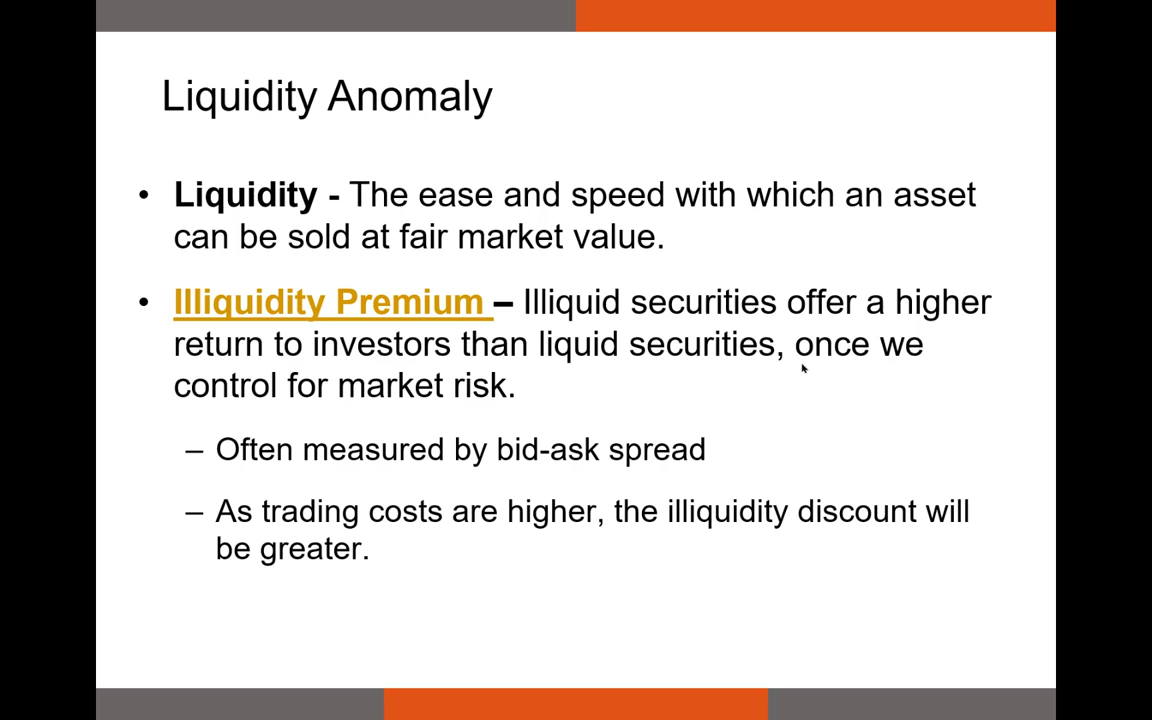 Liquidity Anomaly
• Liquidity - The ease and speed with which an asset
can be sold at fair market value.
• Illiquidity Premium – Illiquid securities offer a higher
return to investors than liquid securities, once we
control for market risk.
– Often measured by bid-ask spread
– As trading costs are higher, the illiquidity discount will
be greater.